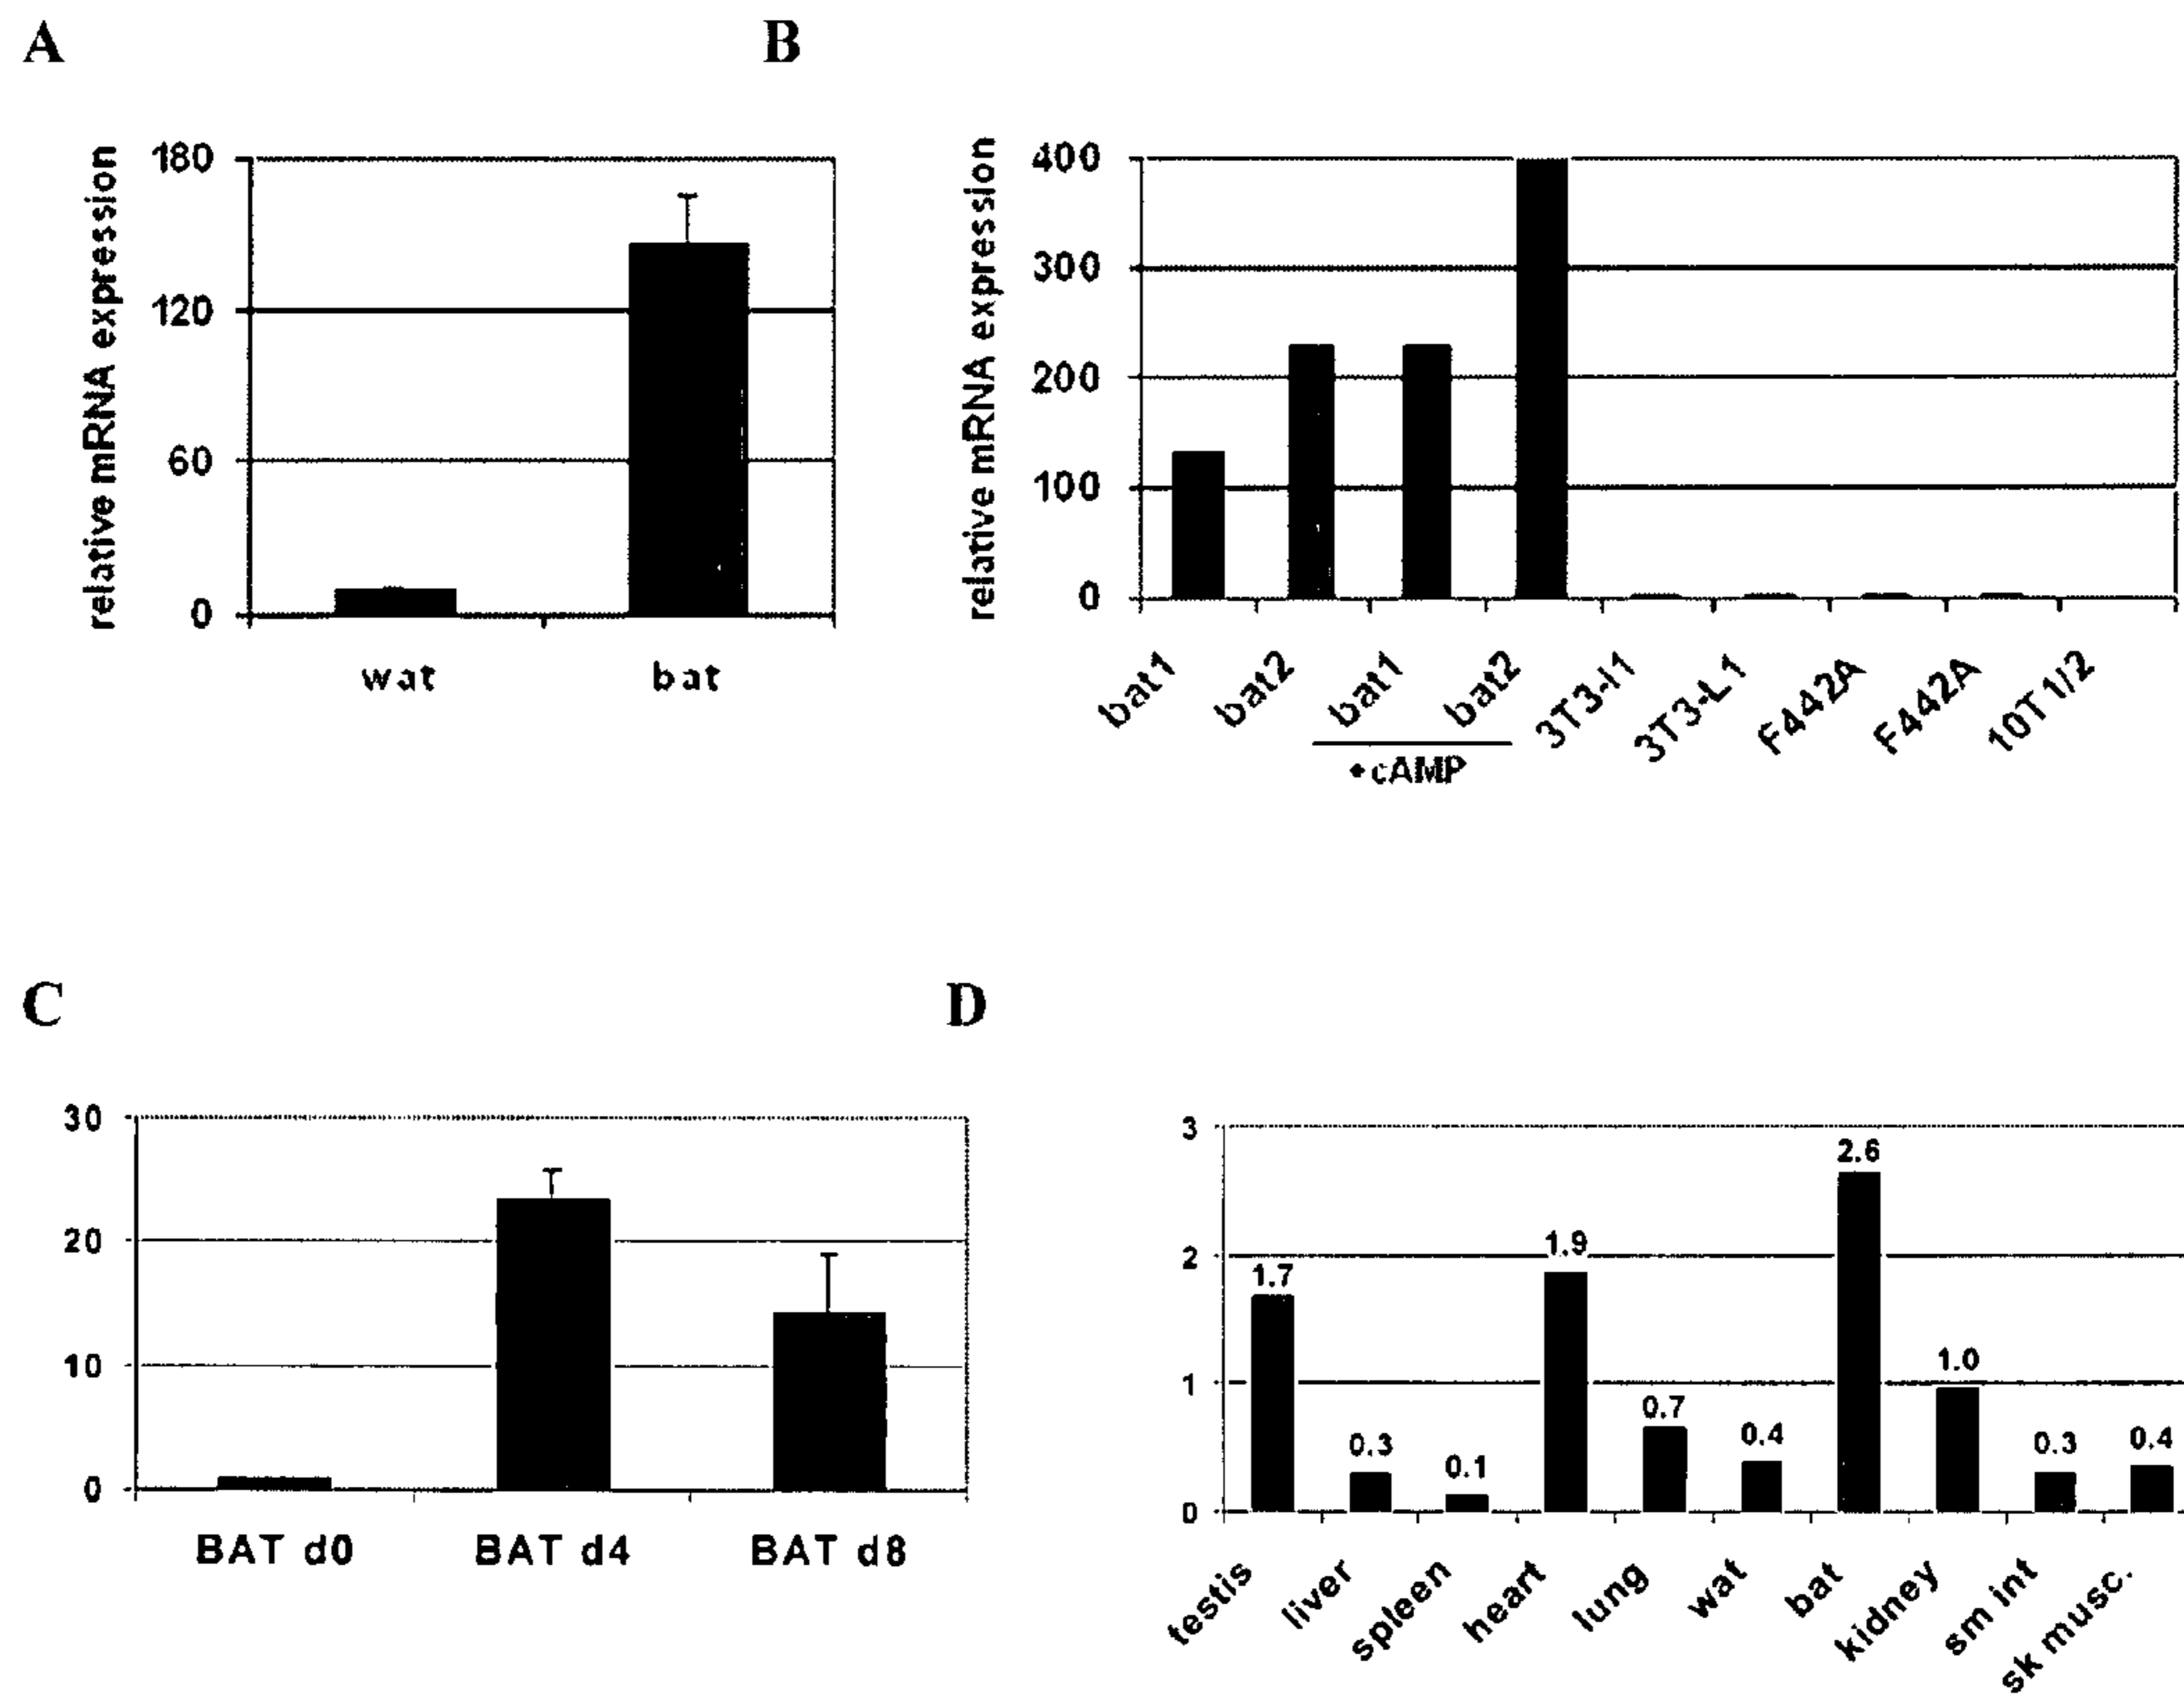 A
B
relative mRNA expression
180
120
60
0
wat
bat
relative mRNA expression
400
300
200
100
0
bat1
bat2
bat1
bat2
3T3-l1
3T3-L1
F442A
F442A
10T1/2
+cAMP
C
D
30
20
10
0
BAT d0
BAT d4
BAT d8
3
2
1
0
1.7
0.3
0.1
1.9
0.7
0.4
2.6
1.0
0.3
0.4
testis
liver
spleen
heart
lung
wat
bat
kidney
sm int
sk musc.